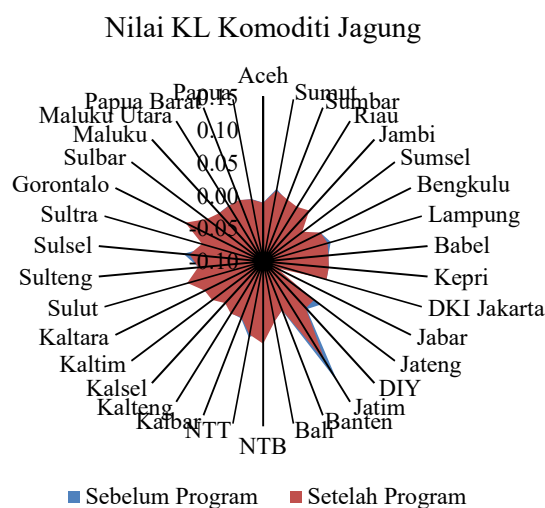 Nilai KL Komoditi Jagung
Aceh
Sumut
Sumbar
Riau
Jambi
Sumsel
Bengkulu
Lampung
Babel
Kepri
DKI Jakarta
Jabar
Jateng
DIY
Jatim
Banten
Bali
NTB
NTT
Kalbar
Kalteng
Kalsel
Kaltim
Kaltara
Sulut
Sulteng
Sulsel
Sultra
Gorontalo
Sulbar
Maluku
Maluku Utara
Papua Barat
Papua
0.15
0.10
0.05
0.00
-0.05
-0.10
Sebelum Program
Setelah Program